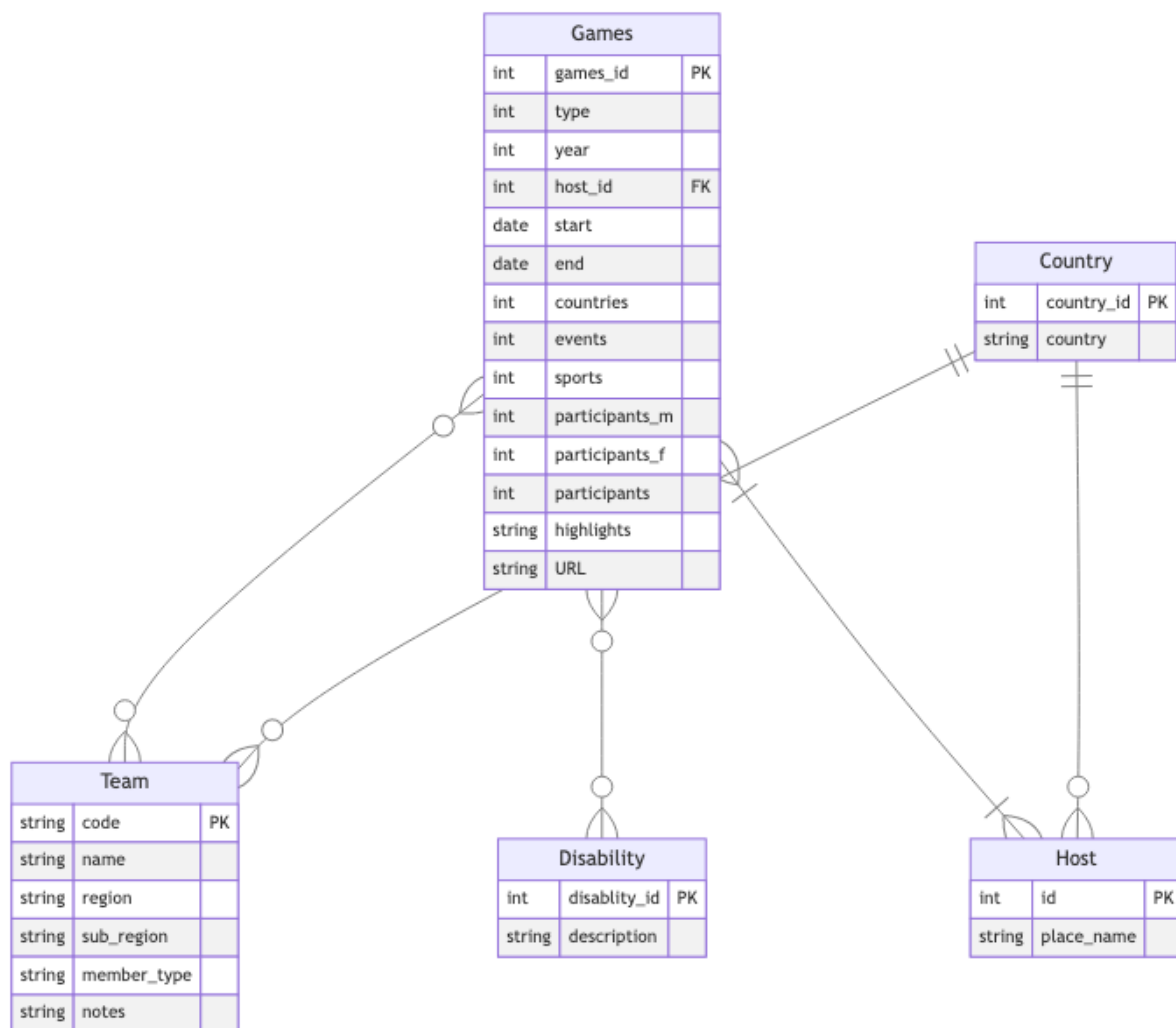 Games
int games_id PK
int type
int year
int host_id FK
date start
date end
int countries
int events
int sports
int participants_m
int participants_f
int participants
string highlights
string URL
Country
int country_id PK
string country
Team
string code PK
string name
string region
string sub_region
string member_type
string notes
Disability
int disablity_id PK
string description
Host
int id PK
string place_name